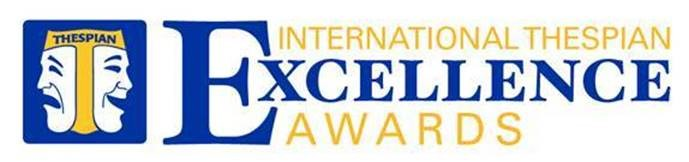 THESPIAN
T
INTERNATIONAL THESPIAN
EXCELLENCE
AWARDS